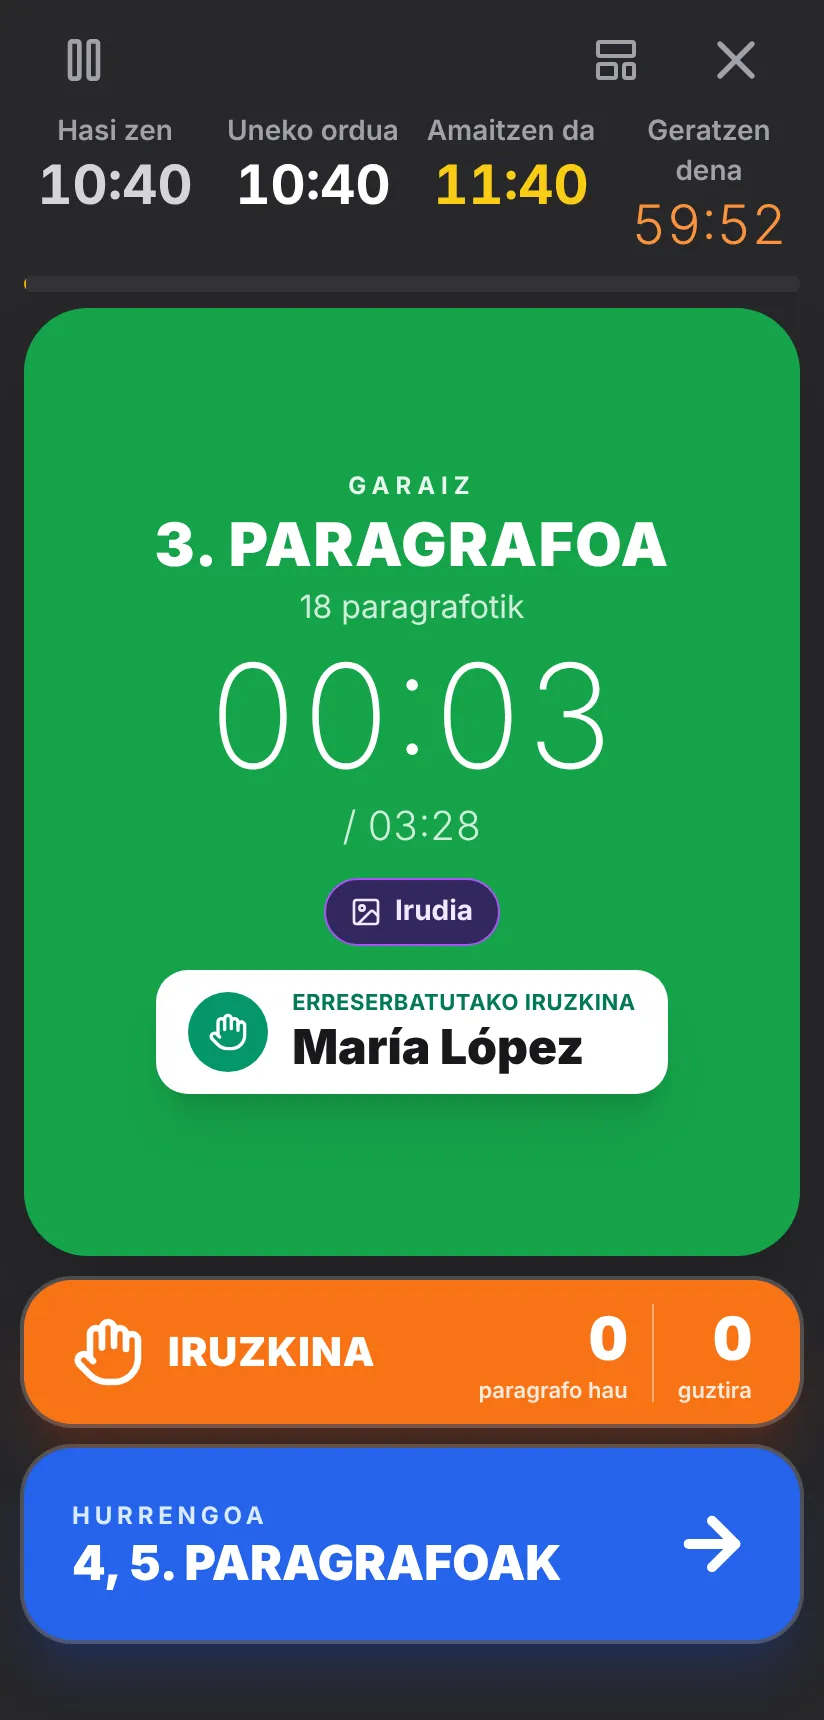 Hasi zen
10:40
Uneko ordua
10:40
Amaitzen da
11:40
Geratzen
dena
59:52
GARAIZ
3. PARAGRAFOA
18 paragrafotik
00:03
/ 03:28
Irudia
ERRESERBATUTAKO IRUZKINA
María López
IRUZKINA
0
paragrafo hau
0
guztira
HURRENGOA
4, 5. PARAGRAFOAK